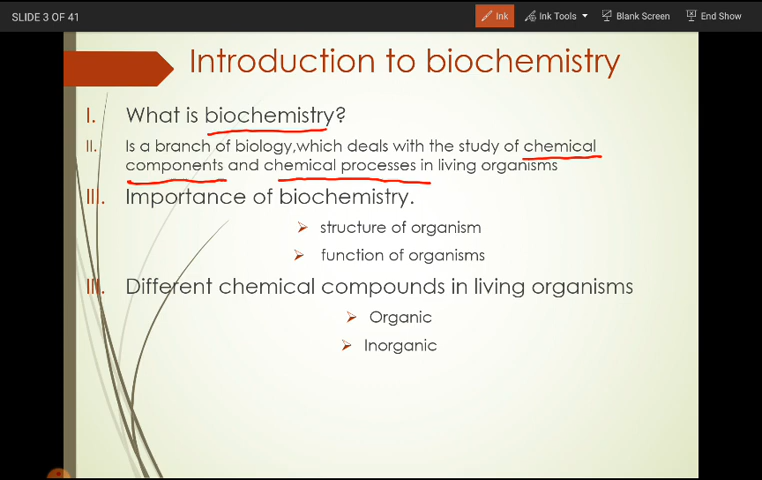 SLIDE 3 OF 41
Ink
Ink Tools
Blank Screen
End Show
Introduction to biochemistry
I. What is biochemistry?
II. Is a branch of biology,which deals with the study of chemical
components and chemical processes in living organisms
III. Importance of biochemistry.
structure of organism
function of organisms
III. Different chemical compounds in living organisms
Organic
Inorganic